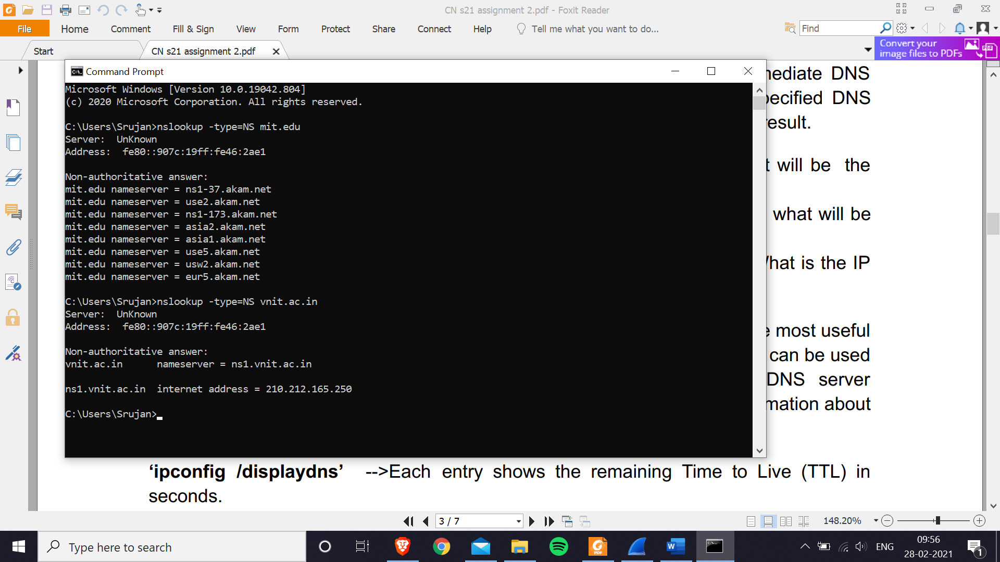 CN s21 assignment 2.pdf - Foxit Reader
File Home Comment Fill & Sign View Form Protect Share Connect Help Tell me what you want to do... Find
Start CN s21 assignment 2.pdf
Convert your
image files to PDFs
Command Prompt
Microsoft Windows [Version 10.0.19042.804]
(c) 2020 Microsoft Corporation. All rights reserved.
C:\Users\Srujan>nslookup -type=NS mit.edu
Server:  UnKnown
Address:  fe80::907c:19ff:fe46:2ae1
Non-authoritative answer:
mit.edu nameserver = ns1-37.akam.net
mit.edu nameserver = use2.akam.net
mit.edu nameserver = ns1-173.akam.net
mit.edu nameserver = asia2.akam.net
mit.edu nameserver = asia1.akam.net
mit.edu nameserver = use5.akam.net
mit.edu nameserver = usw2.akam.net
mit.edu nameserver = eur5.akam.net
C:\Users\Srujan>nslookup -type=NS vnit.ac.in
Server:  UnKnown
Address:  fe80::907c:19ff:fe46:2ae1
Non-authoritative answer:
vnit.ac.in      nameserver = ns1.vnit.ac.in
ns1.vnit.ac.in  internet address = 210.212.165.250
C:\Users\Srujan>
DNS
DNS
result.
will be the
what will be
What is the IP
most useful
can be used
DNS server
about
‘ipconfig /displaydns’ -->Each entry shows the remaining Time to Live (TTL) in
seconds.
3 / 7
148.20%
Type here to search
ENG
09:56
28-02-2021
1